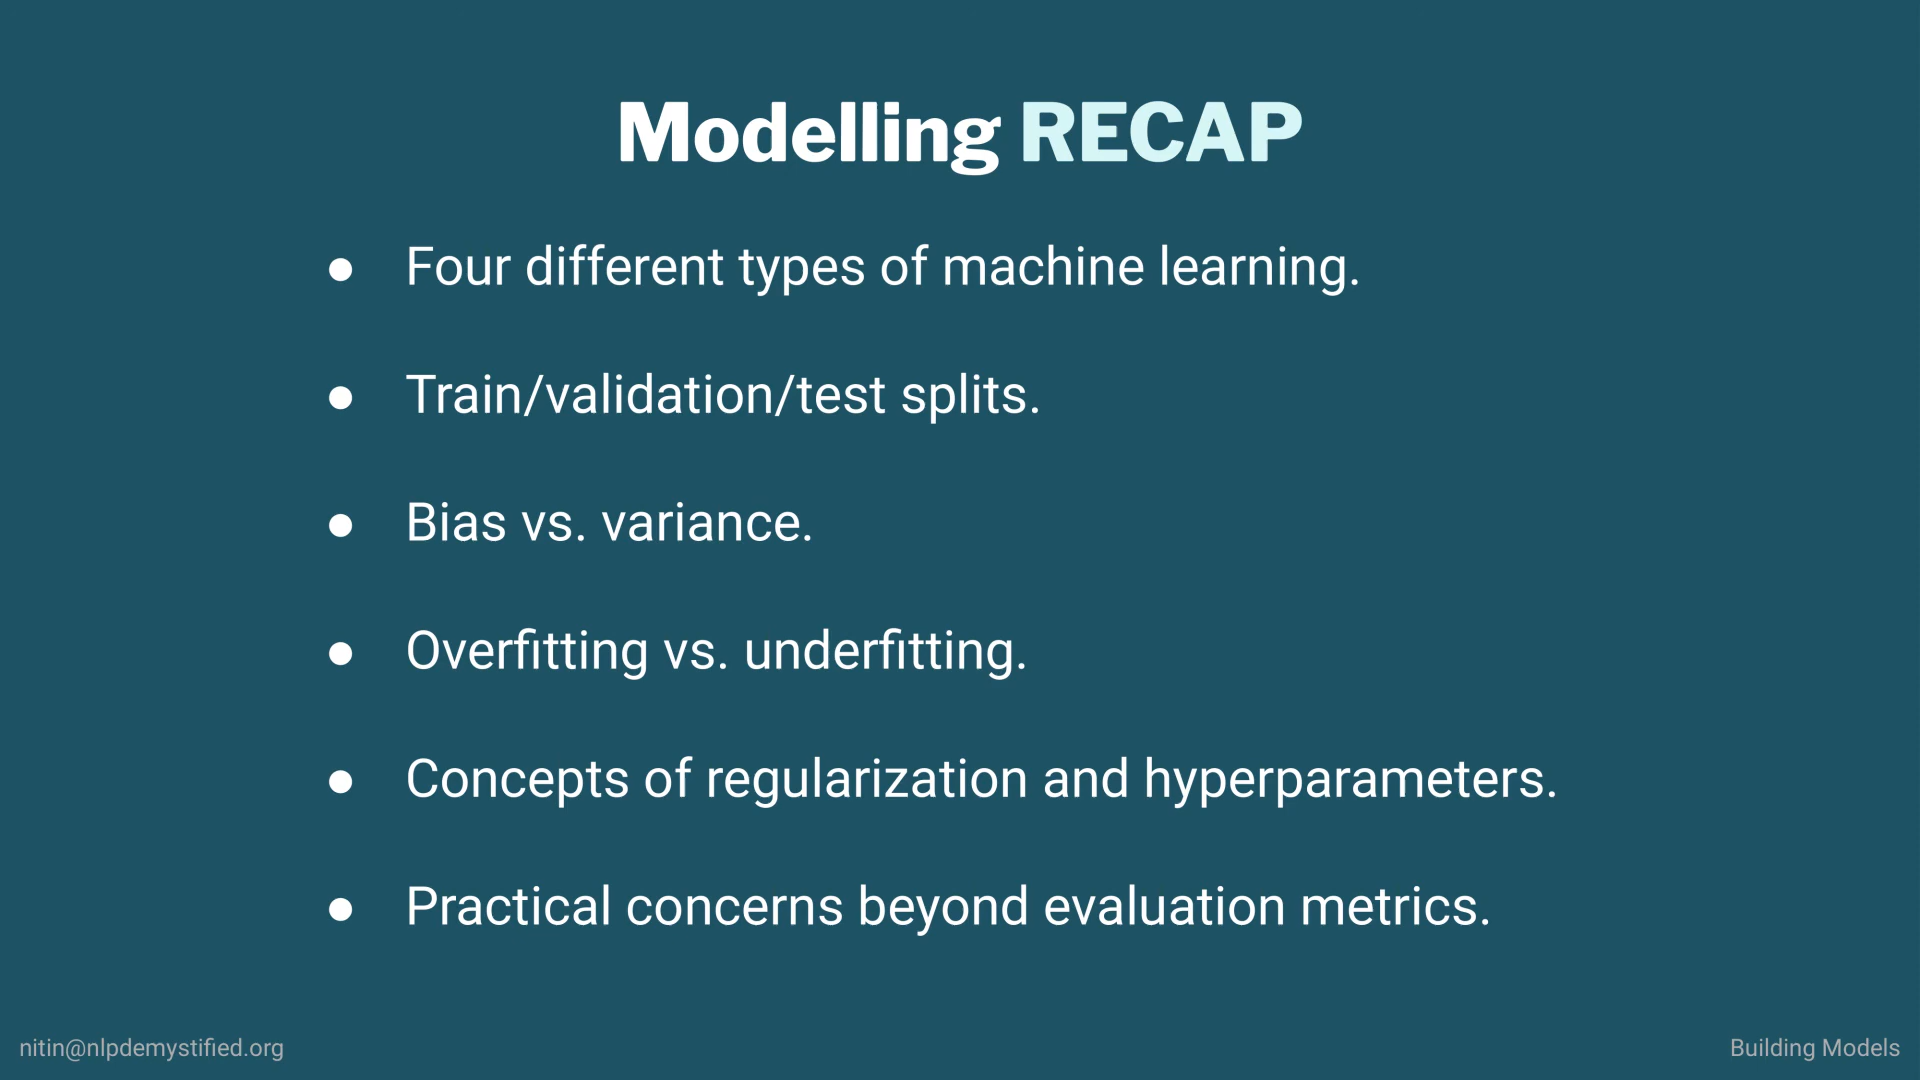 Modelling RECAP
● Four different types of machine learning.
● Train/validation/test splits.
● Bias vs. variance.
● Overfitting vs. underfitting.
● Concepts of regularization and hyperparameters.
● Practical concerns beyond evaluation metrics.
nitin@nlpdemystified.org
Building Models